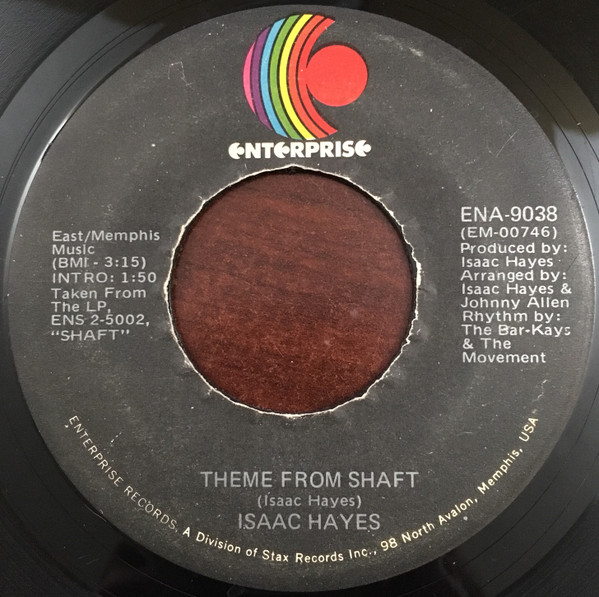 ENTERPRISE
East/Memphis
Music
(BMI - 3:15)
INTRO: 1:50
Taken From
The LP,
ENS 2-5002,
"SHAFT"
ENA-9038
(EM-00746)
Produced by:
Isaac Hayes
Arranged by:
Isaac Hayes &
Johnny Allen
Rhythm by:
The Bar-Kays
& The
Movement
THEME FROM SHAFT
(Isaac Hayes)
ISAAC HAYES
ENTERPRISE RECORDS, A Division of Stax Records Inc., 98 North Avalon, Memphis, USA